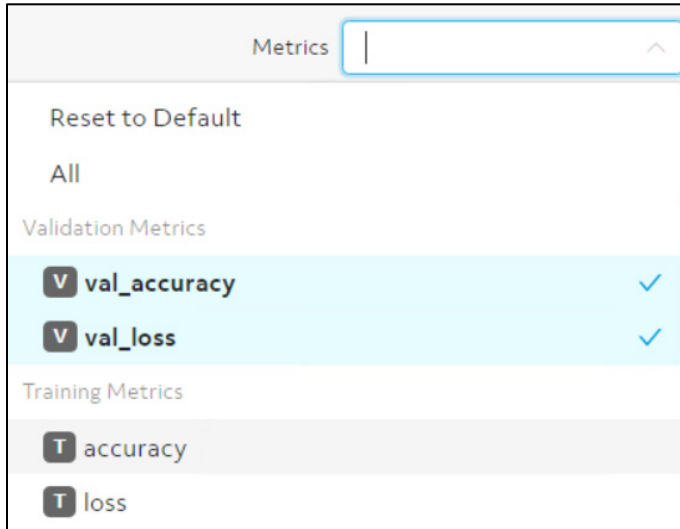 Metrics
Reset to Default
All
Validation Metrics
V val_accuracy
V val_loss
Training Metrics
T accuracy
T loss